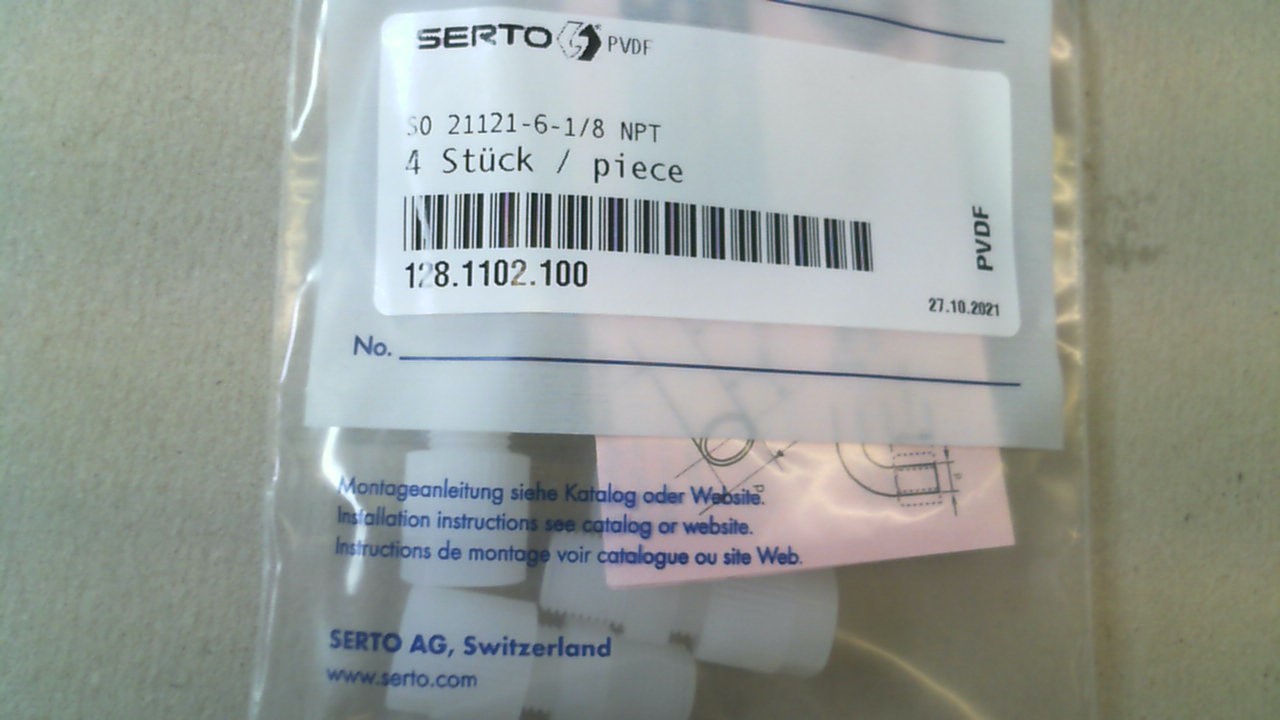 SERTO PVDF
SO 21121-6-1/8 NPT
4 Stück / piece
128.1102.100
PVDF
27.10.2021
No.
Montageanleitung siehe Katalog oder Website.
Installation instructions see catalog or website.
Instructions de montage voir catalogue ou site Web.
SERTO AG, Switzerland
www.serto.com